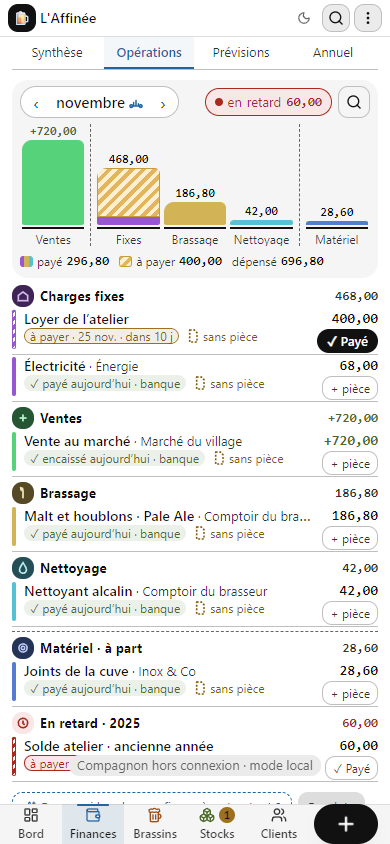 L'Affinée
Synthèse Opérations Prévisions Annuel
‹ novembre › en retard 60,00
+720,00
468,00
186,80
42,00
28,60
Ventes Fixes Brassage Nettoyage Matériel
payé 296,80 à payer 400,00 dépensé 696,80
Charges fixes 468,00
Loyer de l'atelier 400,00
à payer · 25 nov. · dans 10 j sans pièce ✓ Payé
Électricité · Énergie 68,00
✓ payé aujourd'hui · banque sans pièce + pièce
Ventes +720,00
Vente au marché · Marché du village +720,00
✓ encaissé aujourd'hui · banque sans pièce + pièce
Brassage 186,80
Malt et houblons · Pale Ale · Comptoir du bra... 186,80
✓ payé aujourd'hui · banque sans pièce + pièce
Nettoyage 42,00
Nettoyant alcalin · Comptoir du brasseur 42,00
✓ payé aujourd'hui · banque sans pièce + pièce
Matériel · à part 28,60
Joints de la cuve · Inox & Co 28,60
✓ payé aujourd'hui · banque sans pièce + pièce
En retard · 2025 60,00
Solde atelier · ancienne année 60,00
à payer Compagnon hors connexion · mode local ✓ Payé
Bord Finances Brassins Stocks 1 Clients +